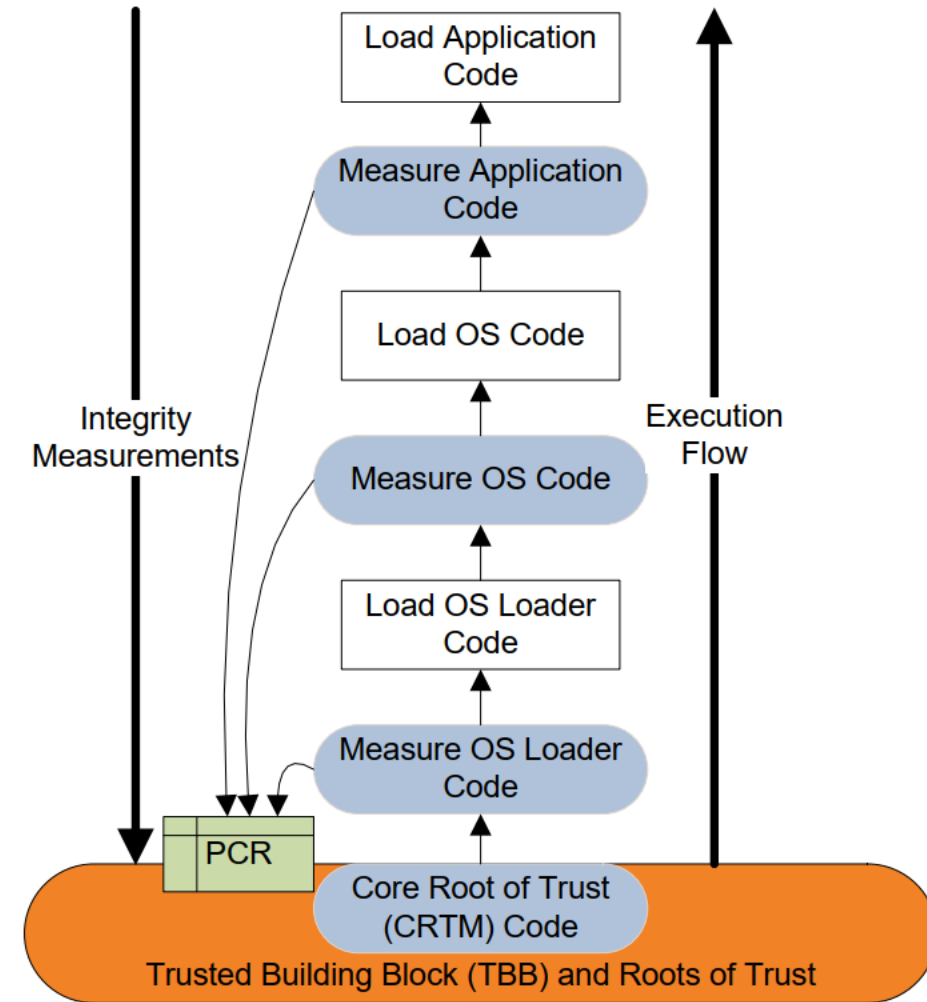 Load Application
Code
Measure Application
Code
Load OS Code
Integrity
Measurements
Execution
Flow
Measure OS Code
Load OS Loader
Code
Measure OS Loader
Code
PCR
Core Root of Trust
(CRTM) Code
Trusted Building Block (TBB) and Roots of Trust